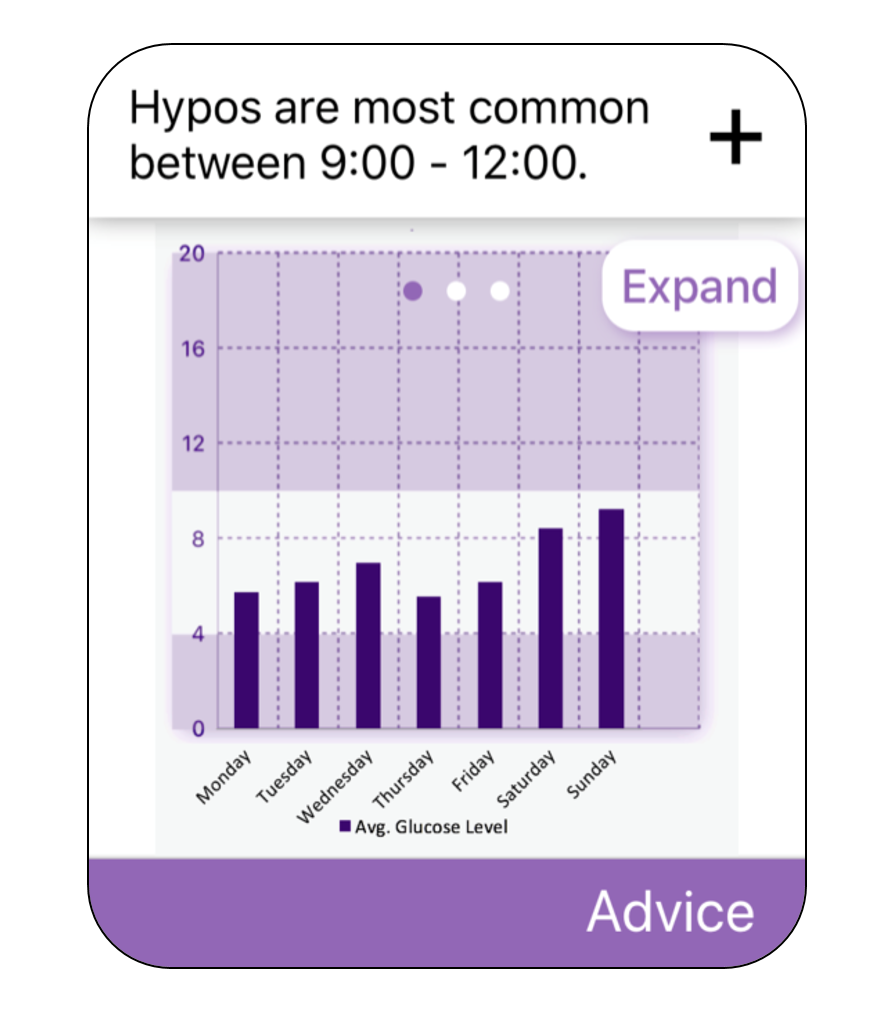 Hypos are most common
between 9:00 - 12:00.
+
Expand
20
16
12
8
4
0
Monday
Tuesday
Wednesday
Thursday
Friday
Saturday
Sunday
Avg. Glucose Level
Advice